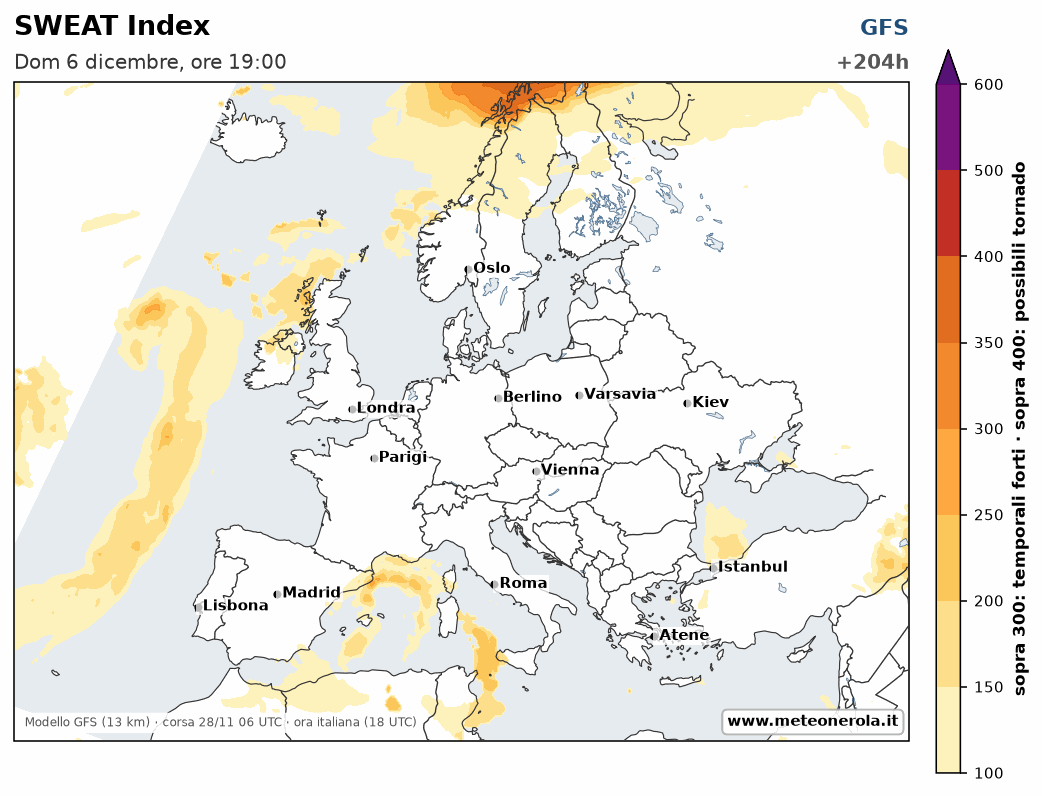 SWEAT Index
GFS
Dom 6 dicembre, ore 19:00
+204h
600
500
400
350
300
250
200
150
100
sopra 300: temporali forti · sopra 400: possibili tornado
Oslo
Londra
Berlino
Varsavia
Kiev
Parigi
Vienna
Madrid
Lisbona
Roma
Istanbul
Atene
Modello GFS (13 km) · corsa 28/11 06 UTC · ora italiana (18 UTC)
www.meteonerola.it